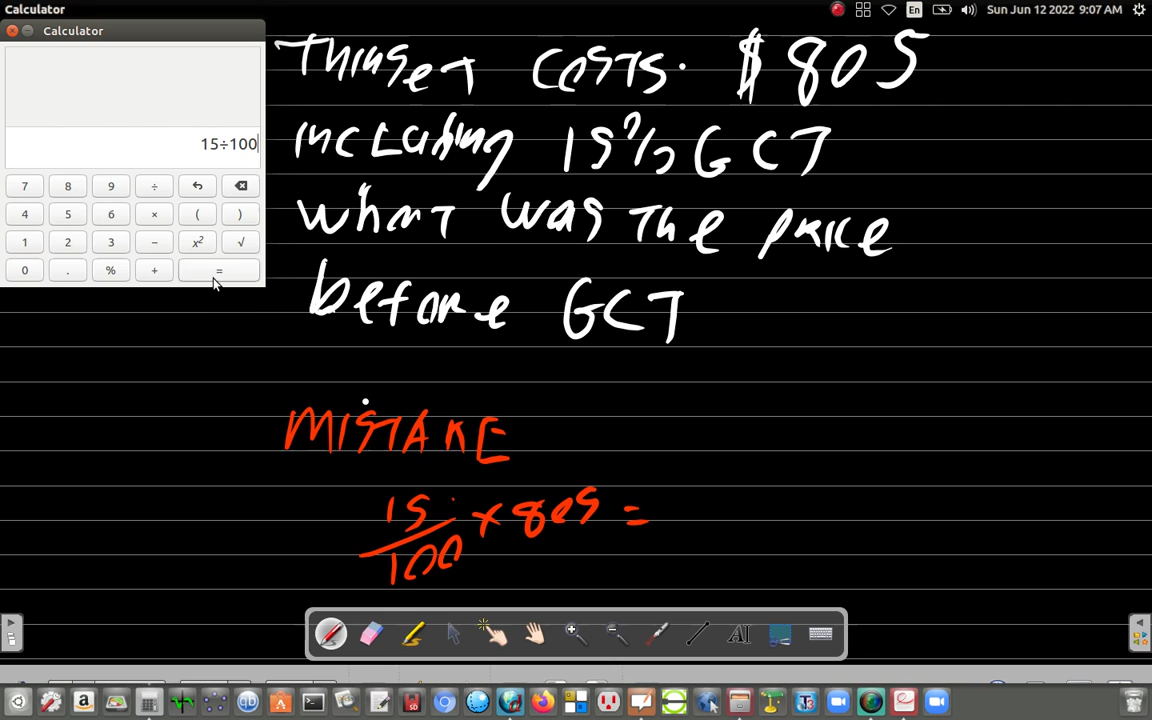 Calculator
En
Sun Jun 12 2022 9:07 AM
Calculator
15÷100
7 8 9 ÷
4 5 6 × ( )
1 2 3 − x² √
0 . % + =
Thinset costs. $805
including 15% GCT
what was the price
before GCT
MISTAKE
15/100 × 805 =
AI